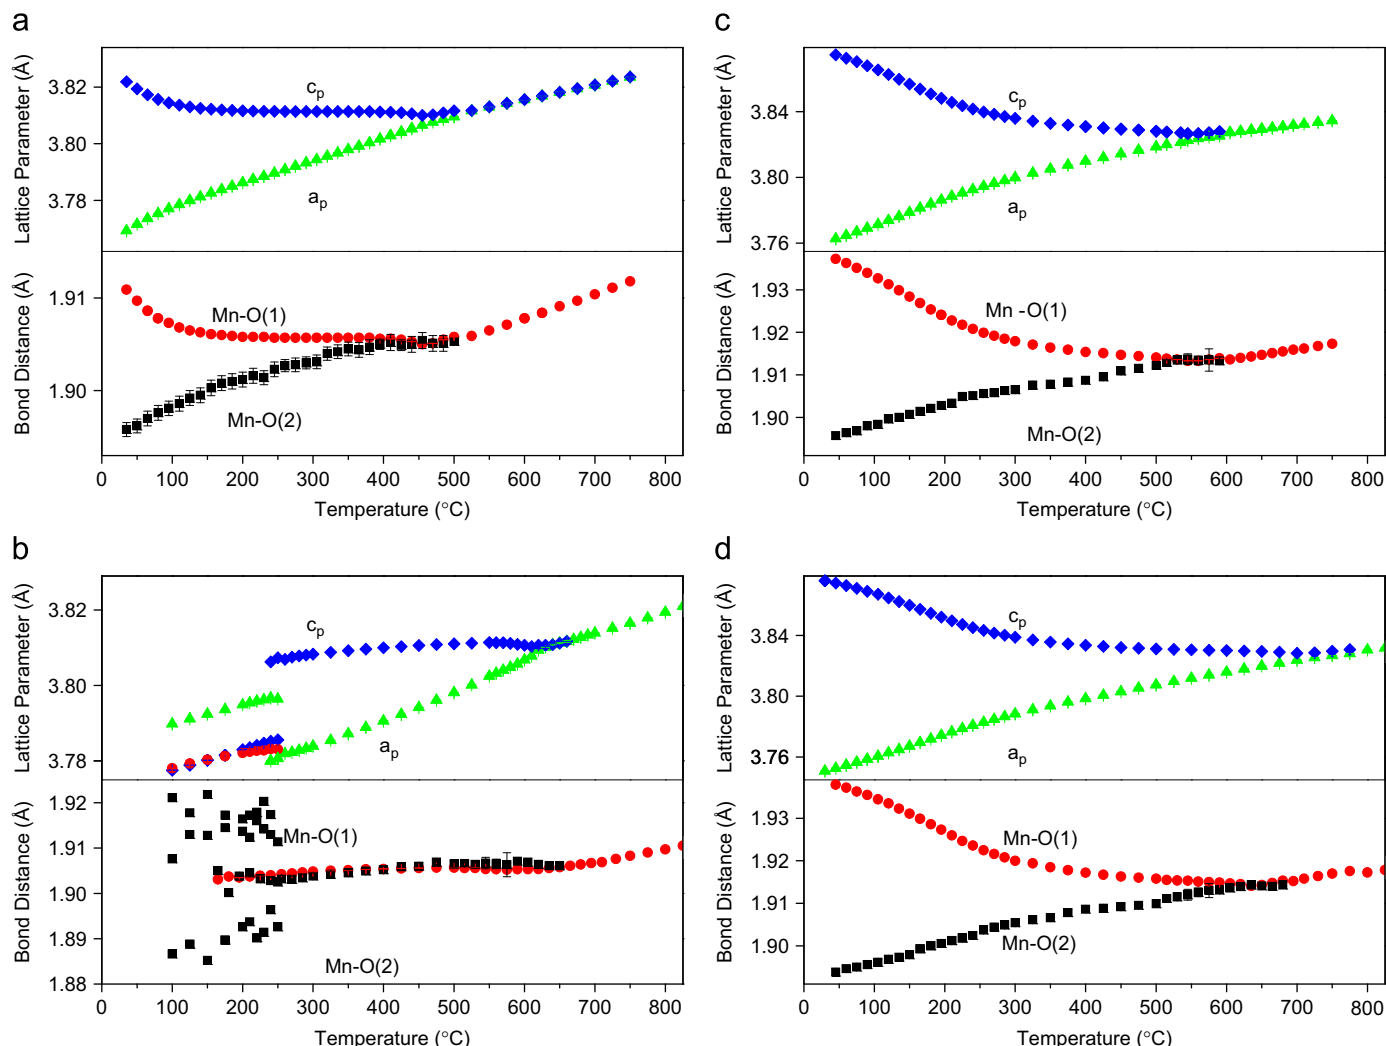 a
Lattice Parameter (Å)
3.82
3.80
3.78
c_p
a_p
Bond Distance (Å)
1.91
1.90
Mn-O(1)
Mn-O(2)
0 100 200 300 400 500 600 700 800
Temperature (°C)
c
Lattice Parameter (Å)
3.84
3.80
3.76
c_p
a_p
Bond Distance (Å)
1.93
1.92
1.91
1.90
Mn -O(1)
Mn-O(2)
0 100 200 300 400 500 600 700 800
Temperature (°C)
b
Lattice Parameter (Å)
3.82
3.80
3.78
c_p
a_p
Bond Distance (Å)
1.92
1.91
1.90
1.89
1.88
Mn-O(1)
Mn-O(2)
0 100 200 300 400 500 600 700 800
Temperature (°C)
d
Lattice Parameter (Å)
3.84
3.80
3.76
c_p
a_p
Bond Distance (Å)
1.93
1.92
1.91
1.90
Mn-O(1)
Mn-O(2)
0 100 200 300 400 500 600 700 800
Temperature (°C)